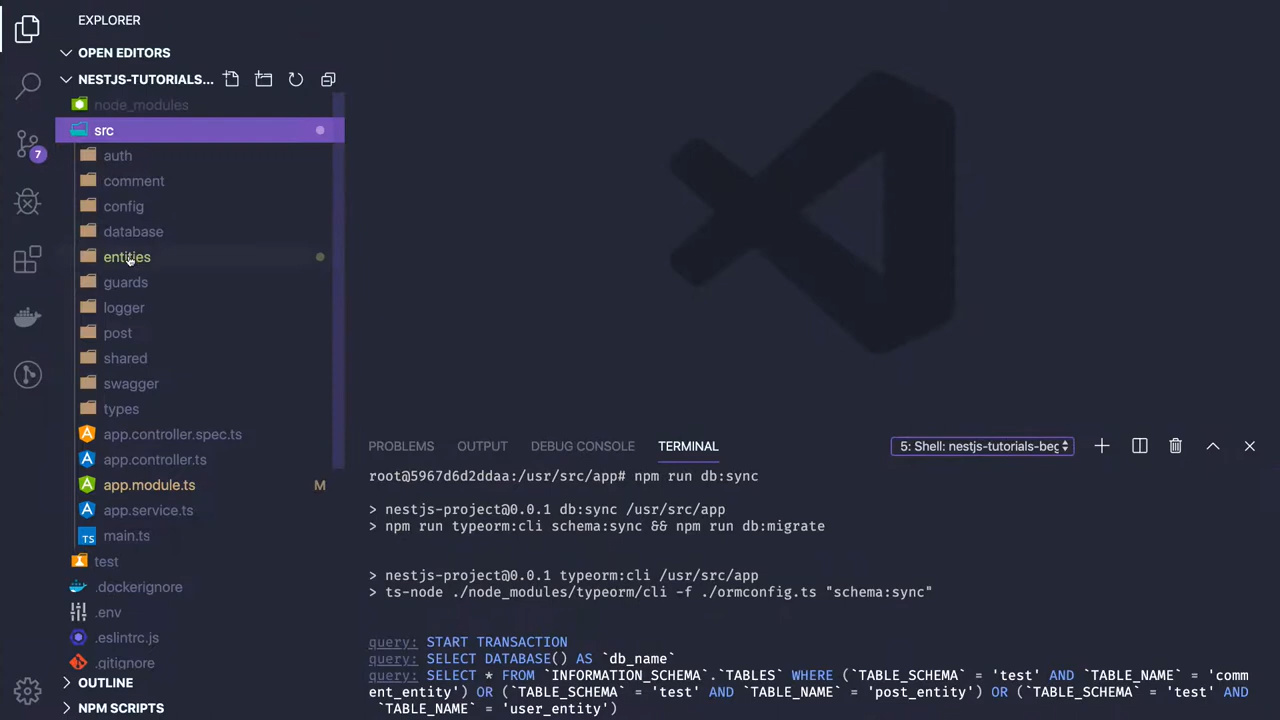 EXPLORER
OPEN EDITORS
NESTJS-TUTORIALS...
node_modules
src
auth
comment
config
database
entities
guards
logger
post
shared
swagger
types
app.controller.spec.ts
app.controller.ts
app.module.ts M
app.service.ts
TS main.ts
test
.dockerignore
.env
.eslintrc.js
.gitignore
OUTLINE
NPM SCRIPTS
7
PROBLEMS OUTPUT DEBUG CONSOLE TERMINAL 5: Shell: nestjs-tutorials-beg
root@5967d6d2ddaa:/usr/src/app# npm run db:sync
> nestjs-project@0.0.1 db:sync /usr/src/app
> npm run typeorm:cli schema:sync && npm run db:migrate
> nestjs-project@0.0.1 typeorm:cli /usr/src/app
> ts-node ./node_modules/typeorm/cli -f ./ormconfig.ts "schema:sync"
query: START TRANSACTION
query: SELECT DATABASE() AS `db_name`
query: SELECT * FROM `INFORMATION_SCHEMA`.`TABLES` WHERE (`TABLE_SCHEMA` = 'test' AND `TABLE_NAME` = 'comm
ent_entity') OR (`TABLE_SCHEMA` = 'test' AND `TABLE_NAME` = 'post_entity') OR (`TABLE_SCHEMA` = 'test' AND
`TABLE_NAME` = 'user_entity')